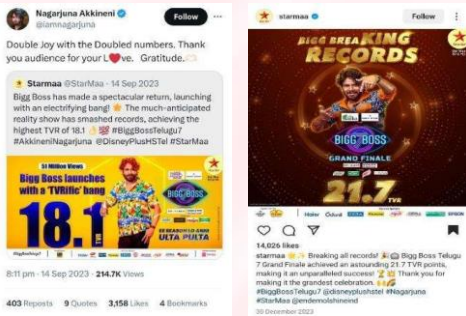 Nagarjuna Akkineni
@iamnagarjuna
Follow
Double Joy with the Doubled numbers. Thank
you audience for your L❤️ve. Gratitude.
Starmaa @StarMaa · 14 Sep 2023
Bigg Boss has made a spectacular return, launching
with an electrifying bang! 🌟 The much-anticipated
reality show has smashed records, achieving the
highest TVR of 18.1 👌💯 #BiggBossTelugu7
#AkkineniNagarjuna @DisneyPlusHSTel #StarMaa
51 Million Views
Bigg Boss launches
with a 'TVRific' bang
18.1
BIGG BOSS
ULTA PULTA
8:11 pm · 14 Sep 2023 · 214.7K Views
403 Reposts 9 Quotes 3,158 Likes 4 Bookmarks
starmaa
Follow
BIGG BREAKING
RECORDS
BIGG BOSS
GRAND FINALE
21.7 TVR
Haier
14,026 likes
starmaa 🌟✨ Breaking all records! 🎉 Bigg Boss Telugu
7 Grand Finale achieved an astounding 21.7 TVR points,
making it an unparalleled success! 🏆💥 Thank you for
making it the grandest celebration. 🙌🎉
#BiggBossTelugu7 @disneyplushstel #Nagarjuna
#StarMaa @endemolshineind
30 December 2023